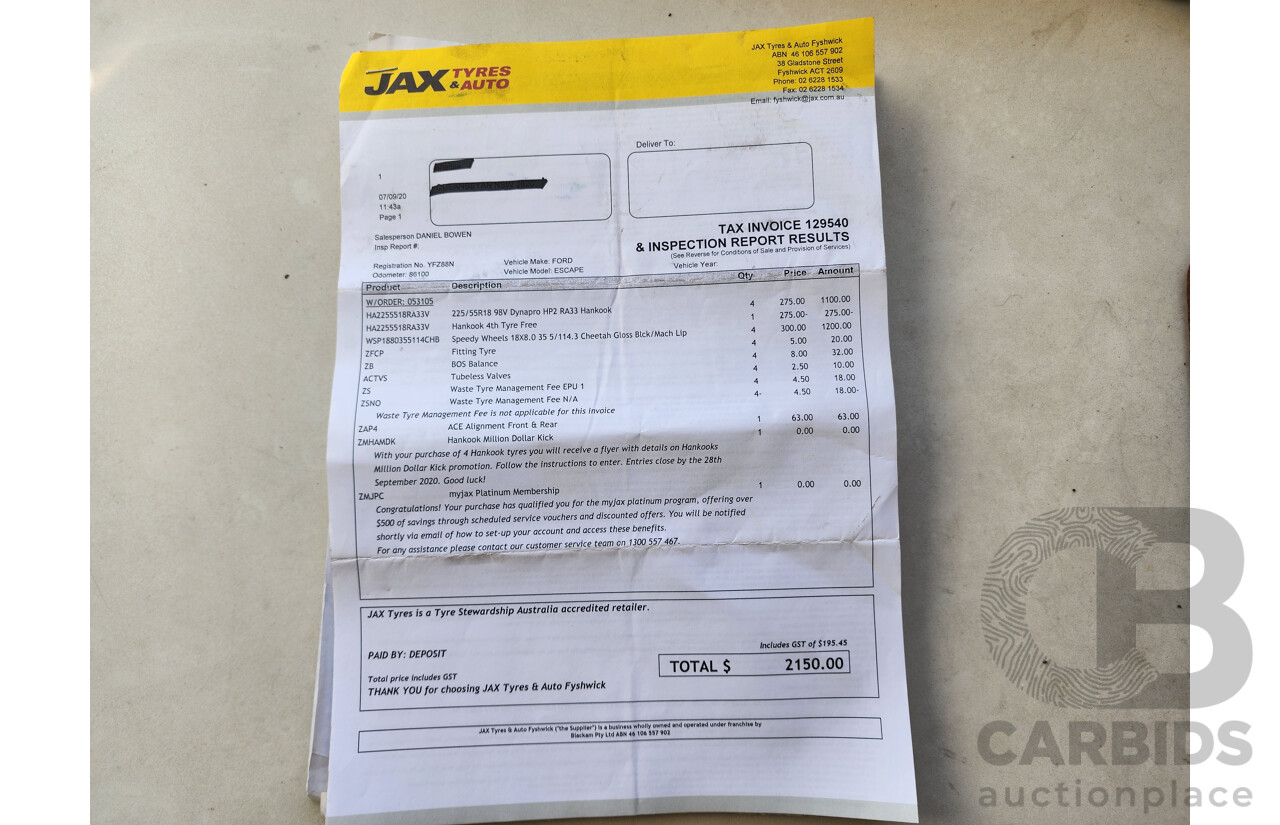 JAX TYRES & AUTO
JAX Tyres & Auto Fyshwick
ABN 46 106 557 902
38 Gladstone Street
Fyshwick ACT 2609
Phone: 02 6228 1533
Fax: 02 6228 1534
Email: fyshwick@jax.com.au
Deliver To:
1
07/09/20
11:43a
Page 1
Salesperson DANIEL BOWEN
Insp Report #
TAX INVOICE 129540
& INSPECTION REPORT RESULTS
(See Reverse for Conditions of Sale and Provision of Services)
Registration No. YFZ88N Vehicle Make: FORD Vehicle Year:
Odometer: 86100 Vehicle Model: ESCAPE
Product Description Qty Price Amount
W/ORDER: 053105
HA2255518RA33V 225/55R18 98V Dynapro HP2 RA33 Hankook 4 275.00 1100.00
HA2255518RA33V Hankook 4th Tyre Free 1 275.00- 275.00-
WSP1880355114CHB Speedy Wheels 18X8.0 35 5/114.3 Cheetah Gloss Blck/Mach Lip 4 300.00 1200.00
ZFCP Fitting Tyre 4 5.00 20.00
ZB BOS Balance 4 8.00 32.00
ACTVS Tubeless Valves 4 2.50 10.00
ZS Waste Tyre Management Fee EPU 1 4 4.50 18.00
ZSNO Waste Tyre Management Fee N/A 4- 4.50 18.00-
Waste Tyre Management Fee is not applicable for this invoice
ZAP4 ACE Alignment Front & Rear 1 63.00 63.00
ZMHAMDK Hankook Million Dollar Kick 1 0.00 0.00
With your purchase of 4 Hankook tyres you will receive a flyer with details on Hankooks
Million Dollar Kick promotion. Follow the instructions to enter. Entries close by the 28th
September 2020. Good luck!
ZMJPC myjax Platinum Membership 1 0.00 0.00
Congratulations! Your purchase has qualified you for the myjax platinum program, offering over
$500 of savings through scheduled service vouchers and discounted offers. You will be notified
shortly via email of how to set-up your account and access these benefits.
For any assistance please contact our customer service team on 1300 557 467.
JAX Tyres is a Tyre Stewardship Australia accredited retailer.
PAID BY: DEPOSIT
Includes GST of $195.45
TOTAL $ 2150.00
Total price includes GST
THANK YOU for choosing JAX Tyres & Auto Fyshwick
JAX Tyres & Auto Fyshwick ("the Supplier") is a business wholly owned and operated under franchise by
Blackam Pty Ltd ABN 46 106 557 902
CB
CARBIDS
auctionplace